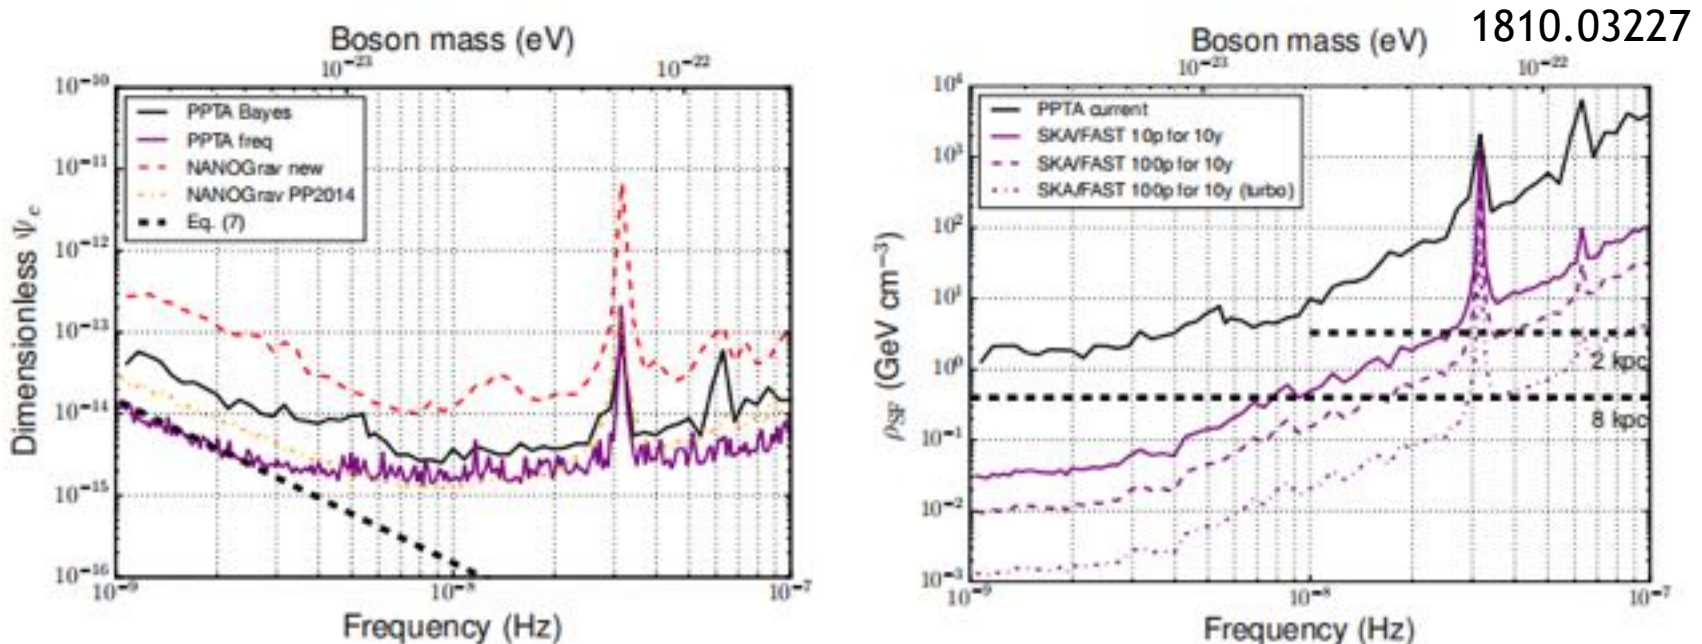 1810.03227
Boson mass (eV)
10⁻²³ 10⁻²²
10⁻¹⁰
10⁻¹¹
10⁻¹²
10⁻¹³
10⁻¹⁴
10⁻¹⁵
10⁻¹⁶
Dimensionless Ψc
PPTA Bayes
PPTA freq
NANOGrav new
NANOGrav PP2014
Eq. (7)
10⁻⁹ 10⁻⁸ 10⁻⁷
Frequency (Hz)
Boson mass (eV)
10⁻²³ 10⁻²²
10⁴
10³
10²
10¹
10⁰
10⁻¹
10⁻²
10⁻³
ρSF (GeV cm⁻³)
PPTA current
SKA/FAST 10p for 10y
SKA/FAST 100p for 10y
SKA/FAST 100p for 10y (turbo)
2 kpc
8 kpc
10⁻⁹ 10⁻⁸ 10⁻⁷
Frequency (Hz)